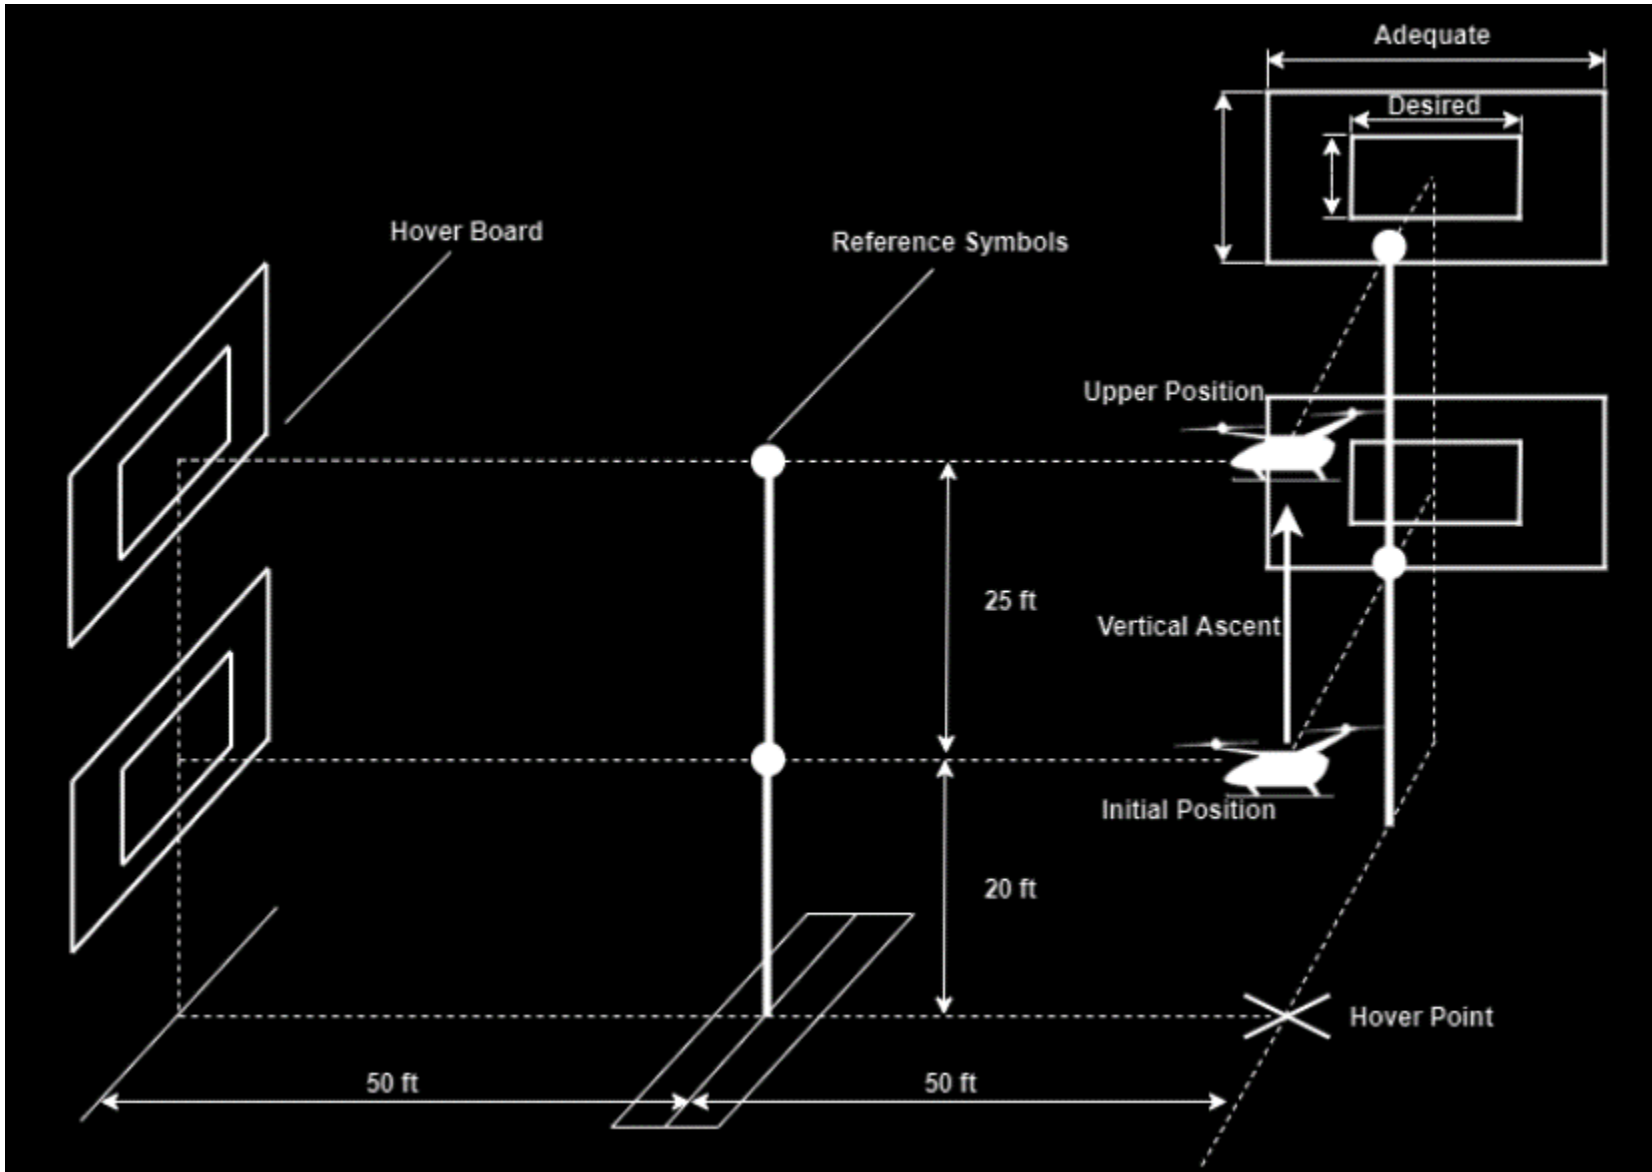 Adequate
Desired
Hover Board
Reference Symbols
Upper Position
25 ft
Vertical Ascent
Initial Position
20 ft
Hover Point
50 ft
50 ft